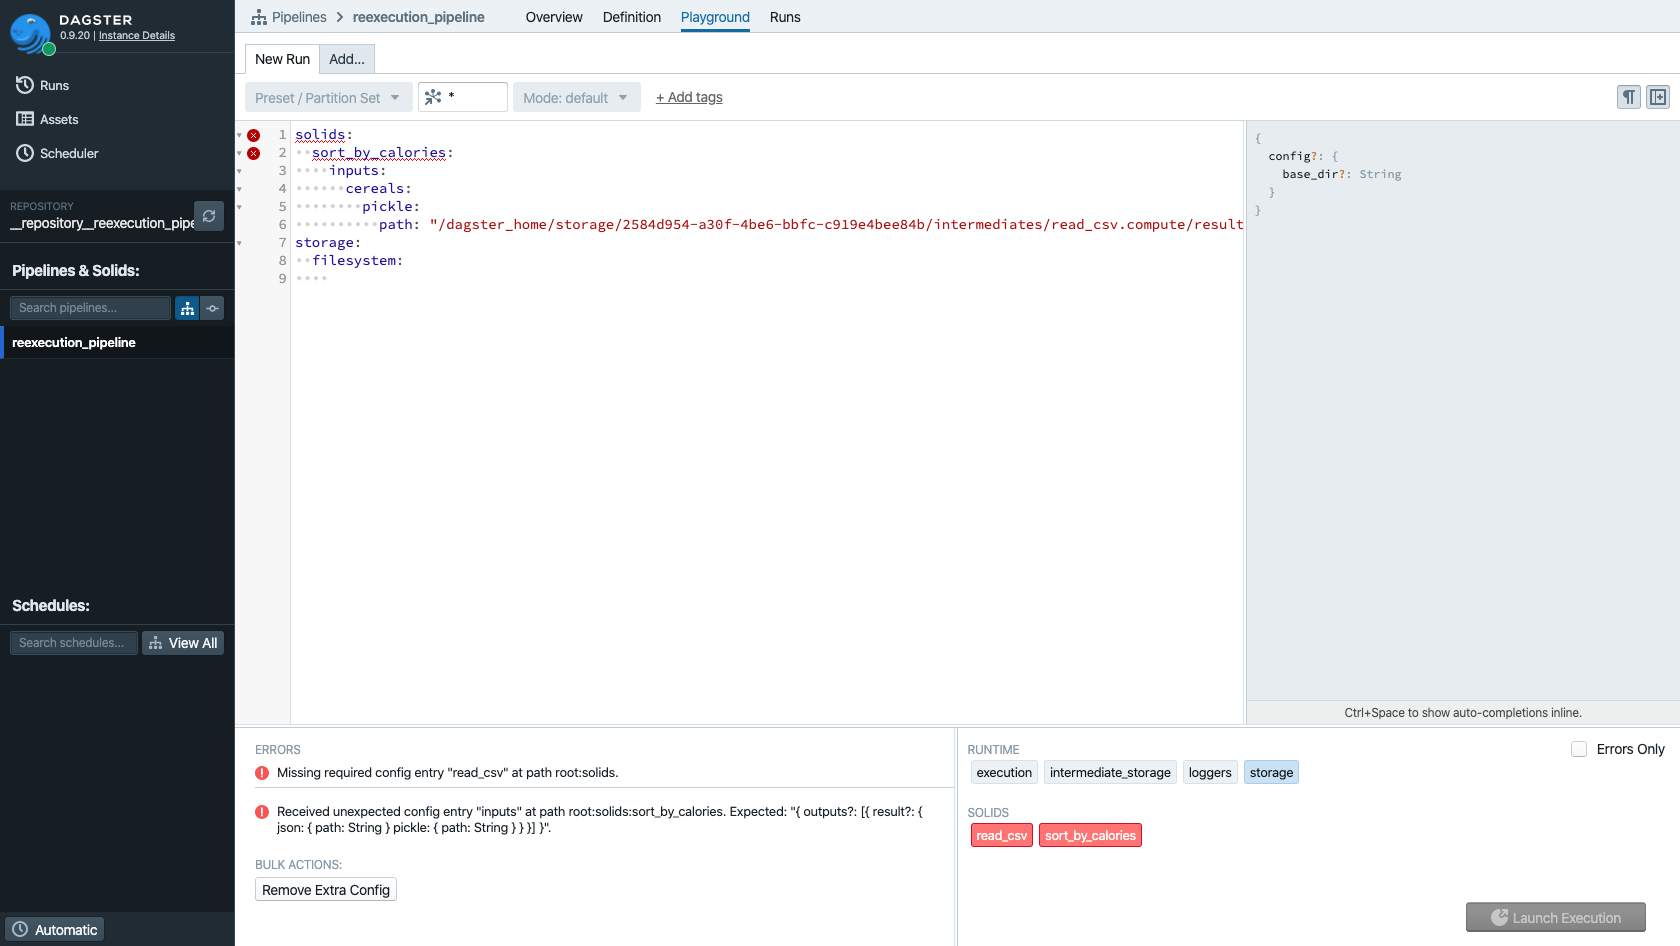 DAGSTER
0.9.20 | Instance Details
Runs
Assets
Scheduler
REPOSITORY
__repository__reexecution_pipe
Pipelines & Solids:
Search pipelines...
reexecution_pipeline
Schedules:
Search schedules...
View All
Automatic
Pipelines
reexecution_pipeline
Overview
Definition
Playground
Runs
New Run
Add...
Preset / Partition Set
*
Mode: default
+ Add tags
1 solids:
2 sort_by_calories:
3 inputs:
4 cereals:
5 pickle:
6 path: "/dagster_home/storage/2584d954-a30f-4be6-bbfc-c919e4bee84b/intermediates/read_csv.compute/result
7 storage:
8 filesystem:
9
{
config?: {
base_dir?: String
}
}
Ctrl+Space to show auto-completions inline.
ERRORS
Missing required config entry "read_csv" at path root:solids.
Received unexpected config entry "inputs" at path root:solids:sort_by_calories. Expected: "{ outputs?: [{ result?: {
json: { path: String } pickle: { path: String } } }] }".
BULK ACTIONS:
Remove Extra Config
RUNTIME
Errors Only
execution
intermediate_storage
loggers
storage
SOLIDS
read_csv
sort_by_calories
Launch Execution